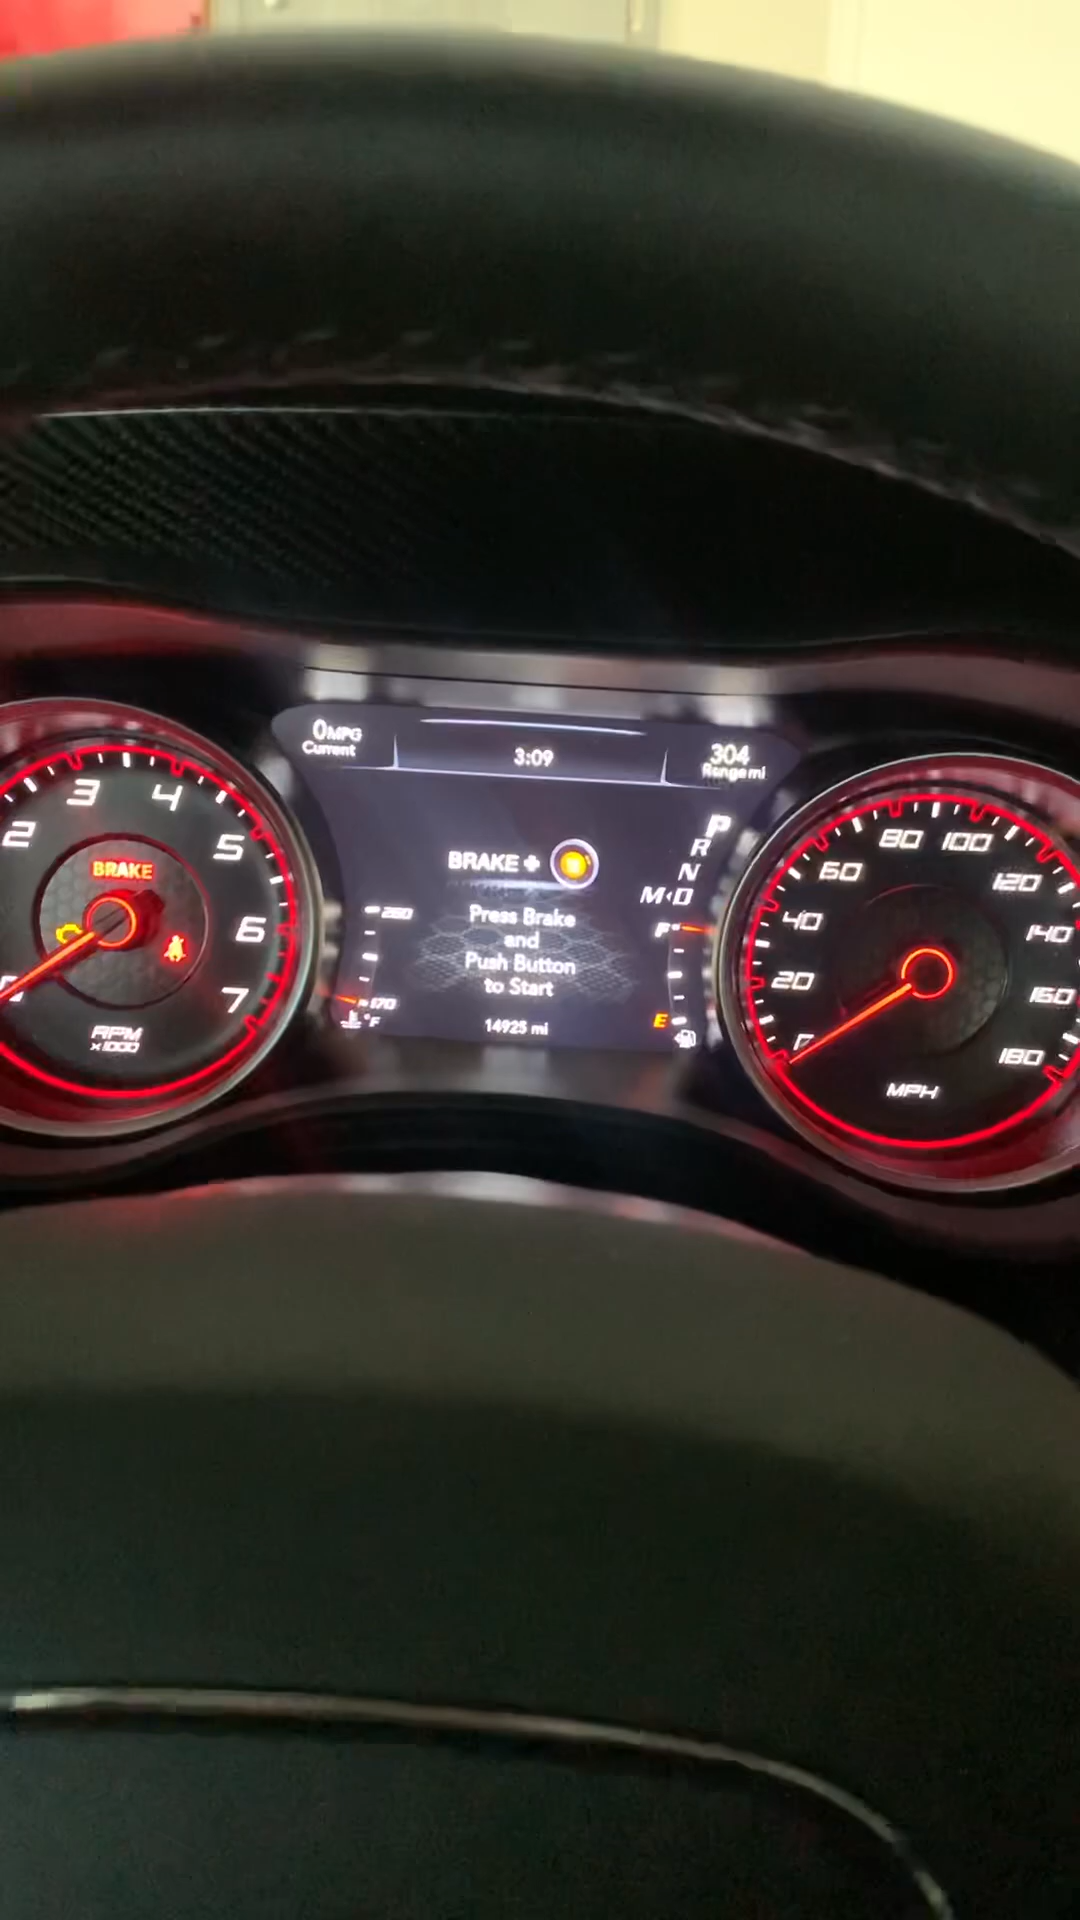 0MPG
Current
3:09
304
Range mi
2
3
4
5
6
7
BRAKE
RPM
x1000
BRAKE +
Press Brake
and
Push Button
to Start
14925 mi
260
170
°F
P
R
N
M‹D
F
E
0
20
40
60
80
100
120
140
160
180
MPH